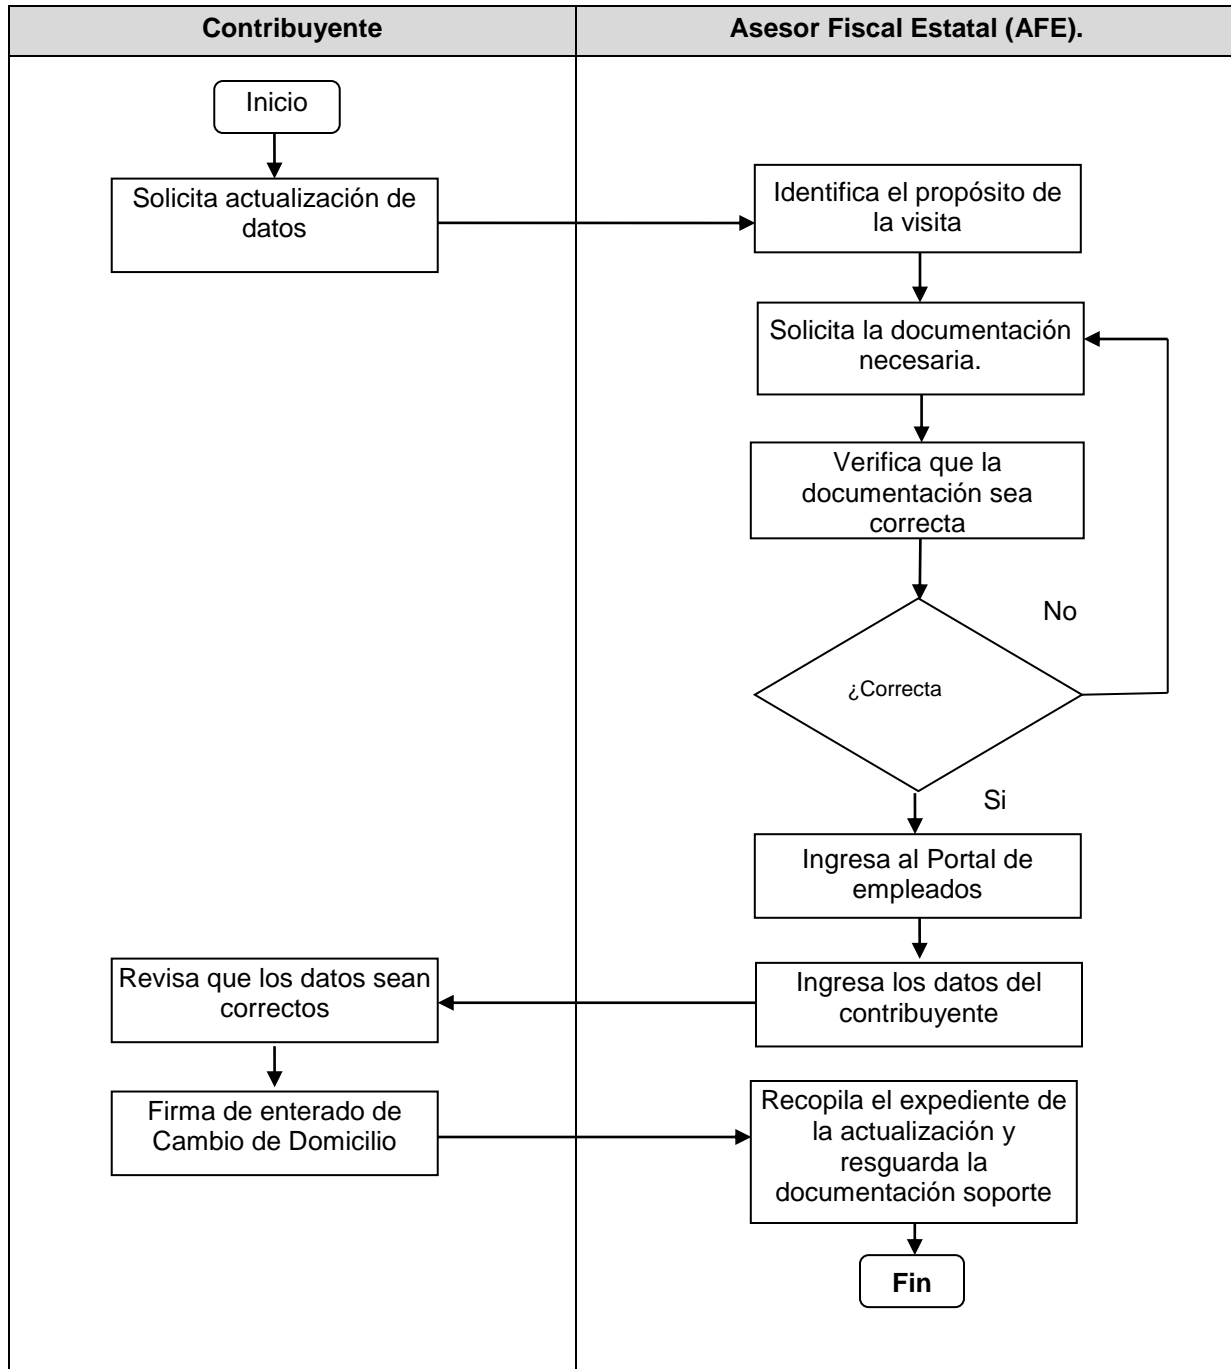 Contribuyente
Asesor Fiscal Estatal (AFE).
Inicio
Solicita actualización de
datos
Identifica el propósito de
la visita
Solicita la documentación
necesaria.
Verifica que la
documentación sea
correcta
No
¿Correcta
Si
Ingresa al Portal de
empleados
Ingresa los datos del
contribuyente
Revisa que los datos sean
correctos
Firma de enterado de
Cambio de Domicilio
Recopila el expediente de
la actualización y
resguarda la
documentación soporte
Fin